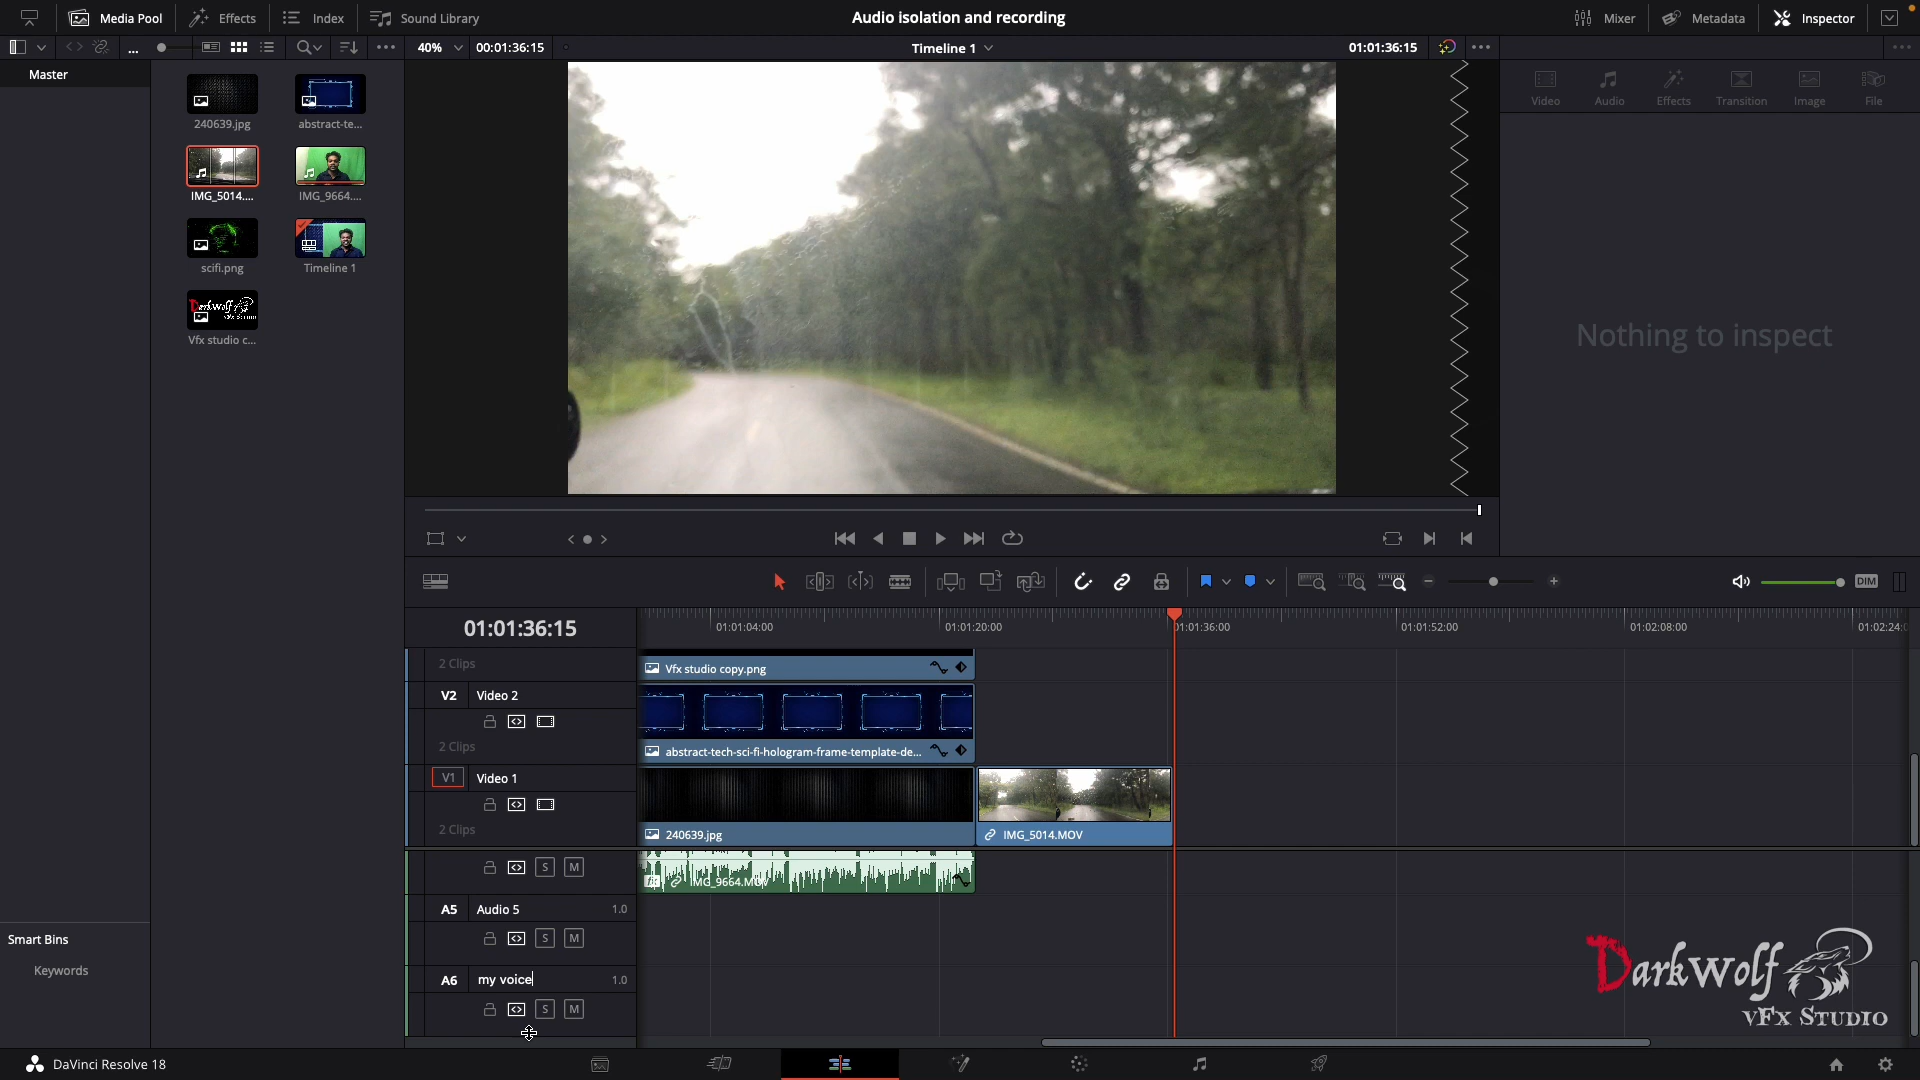 Media Pool
Effects
Index
Sound Library
Audio isolation and recording
Mixer
Metadata
Inspector
...
40%
00:01:36:15
Timeline 1
01:01:36:15
Master
240639.jpg
abstract-te...
IMG_5014....
IMG_9664....
scifi.png
Timeline 1
DarkWolf
Vfx studio c...
Video
Audio
Effects
Transition
Image
File
Nothing to inspect
DIM
01:01:36:15
01:01:04:00
01:01:20:00
01:01:36:00
01:01:52:00
01:02:08:00
01:02:24:
2 Clips
Vfx studio copy.png
V2
Video 2
2 Clips
abstract-tech-sci-fi-hologram-frame-template-de...
V1
Video 1
2 Clips
240639.jpg
IMG_5014.MOV
S
M
IMG_9664.MOV
A5
Audio 5
1.0
S
M
A6
my voice
1.0
S
M
Smart Bins
Keywords
DarkWolf
vFx Studio
DaVinci Resolve 18